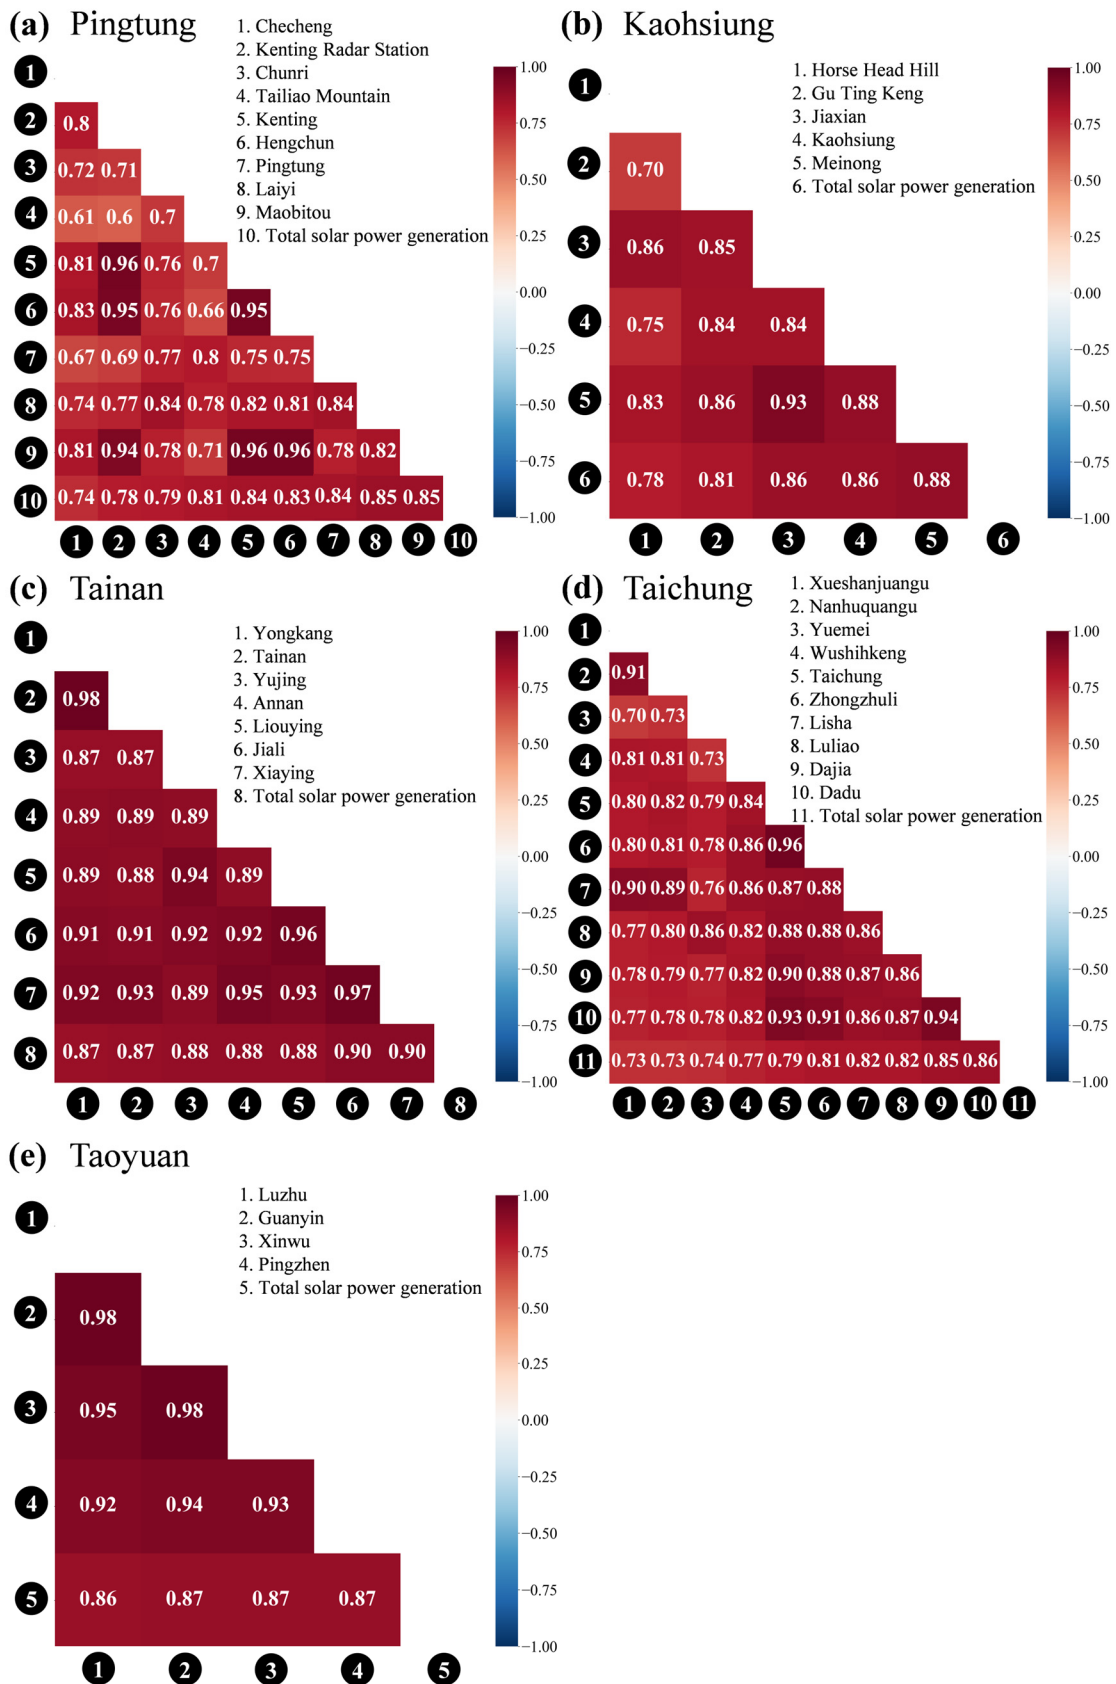 (a) Pingtung
1. Checheng
2. Kenting Radar Station
3. Chunri
4. Tailiao Mountain
5. Kenting
6. Hengchun
7. Pingtung
8. Laiyi
9. Maobitou
10. Total solar power generation
1
2 0.8
3 0.72 0.71
4 0.61 0.6 0.7
5 0.81 0.96 0.76 0.7
6 0.83 0.95 0.76 0.66 0.95
7 0.67 0.69 0.77 0.8 0.75 0.75
8 0.74 0.77 0.84 0.78 0.82 0.81 0.84
9 0.81 0.94 0.78 0.71 0.96 0.96 0.78 0.82
10 0.74 0.78 0.79 0.81 0.84 0.83 0.84 0.85 0.85
1 2 3 4 5 6 7 8 9 10
1.00
0.75
0.50
0.25
0.00
−0.25
−0.50
−0.75
−1.00
(b) Kaohsiung
1. Horse Head Hill
2. Gu Ting Keng
3. Jiaxian
4. Kaohsiung
5. Meinong
6. Total solar power generation
1
2 0.70
3 0.86 0.85
4 0.75 0.84 0.84
5 0.83 0.86 0.93 0.88
6 0.78 0.81 0.86 0.86 0.88
1 2 3 4 5 6
1.00
0.75
0.50
0.25
0.00
−0.25
−0.50
−0.75
−1.00
(c) Tainan
1. Yongkang
2. Tainan
3. Yujing
4. Annan
5. Liouying
6. Jiali
7. Xiaying
8. Total solar power generation
1
2 0.98
3 0.87 0.87
4 0.89 0.89 0.89
5 0.89 0.88 0.94 0.89
6 0.91 0.91 0.92 0.92 0.96
7 0.92 0.93 0.89 0.95 0.93 0.97
8 0.87 0.87 0.88 0.88 0.88 0.90 0.90
1 2 3 4 5 6 7 8
1.00
0.75
0.50
0.25
0.00
−0.25
−0.50
−0.75
−1.00
(d) Taichung
1. Xueshanjuangu
2. Nanhuquangu
3. Yuemei
4. Wushihkeng
5. Taichung
6. Zhongzhuli
7. Lisha
8. Luliao
9. Dajia
10. Dadu
11. Total solar power generation
1
2 0.91
3 0.70 0.73
4 0.81 0.81 0.73
5 0.80 0.82 0.79 0.84
6 0.80 0.81 0.78 0.86 0.96
7 0.90 0.89 0.76 0.86 0.87 0.88
8 0.77 0.80 0.86 0.82 0.88 0.88 0.86
9 0.78 0.79 0.77 0.82 0.90 0.88 0.87 0.86
10 0.77 0.78 0.78 0.82 0.93 0.91 0.86 0.87 0.94
11 0.73 0.73 0.74 0.77 0.79 0.81 0.82 0.82 0.85 0.86
1 2 3 4 5 6 7 8 9 10 11
1.00
0.75
0.50
0.25
0.00
−0.25
−0.50
−0.75
−1.00
(e) Taoyuan
1. Luzhu
2. Guanyin
3. Xinwu
4. Pingzhen
5. Total solar power generation
1
2 0.98
3 0.95 0.98
4 0.92 0.94 0.93
5 0.86 0.87 0.87 0.87
1 2 3 4 5
1.00
0.75
0.50
0.25
0.00
−0.25
−0.50
−0.75
−1.00